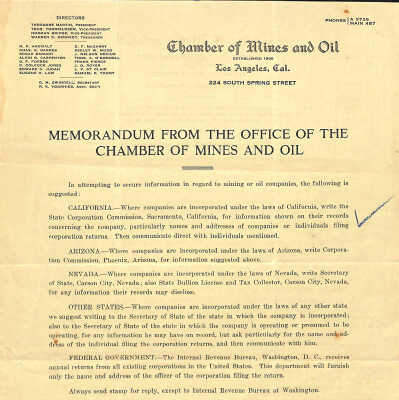 DIRECTORS
THEODORE MARTIN, PRESIDENT
WARREN E. KENNEDY, TREASURER
PHONES A 5725
MAIN 487
Chamber of Mines and Oil
ESTABLISHED 1906
Los Angeles, Cal.
224 SOUTH SPRING STREET
MEMORANDUM FROM THE OFFICE OF THE
CHAMBER OF MINES AND OIL
In attempting to secure information in regard to mining or oil companies, the following is
suggested:
CALIFORNIA.—Where companies are incorporated under the laws of California, write the
State Corporation Commission, Sacramento, California, for information shown on their records
concerning the company, particularly names and addresses of companies or individuals filing
corporation returns. Then communicate direct with individuals mentioned.
ARIZONA.—Where companies are incorporated under the laws of Arizona, write Corpora-
tion Commission, Phoenix, Arizona, for information suggested above.
NEVADA.—Where companies are incorporated under the laws of Nevada, write Secretary
of State, Carson City, Nevada; also State Bullion License and Tax Collector, Carson City, Nevada,
for any information their records may disclose.
OTHER STATES.—Where companies are incorporated under the laws of any other state
we suggest writing to the Secretary of State of the state in which the company is incorporated;
also to the Secretary of State of the state in which the company is operating or presumed to be
operating, for any information he may have on record, but ask particularly for the name and ad-
dress of the individual filing the corporation returns, and then communicate with him.
FEDERAL GOVERNMENT.—The Internal Revenue Bureau, Washington, D. C., receives
annual returns from all existing corporations in the United States. This department will furnish
only the name and address of the officer of the corporation filing the return.
Always send stamp for reply, except to Internal Revenue Bureau at Washington.